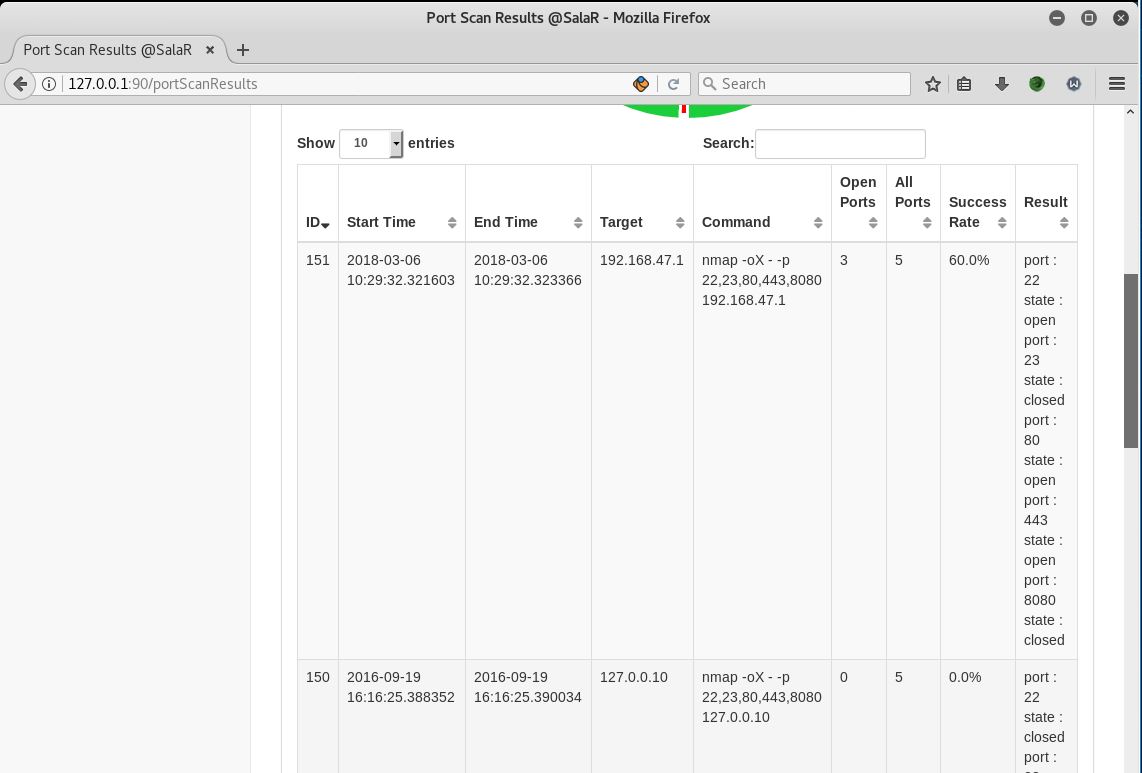 Port Scan Results @SalaR - Mozilla Firefox
Port Scan Results @SalaR
127.0.0.1:90/portScanResults
Search
Show 10 entries
Search:
ID Start Time End Time Target Command Open Ports All Ports Success Rate Result
151
2018-03-06
10:29:32.321603
2018-03-06
10:29:32.323366
192.168.47.1
nmap -oX - -p
22,23,80,443,8080
192.168.47.1
3
5
60.0%
port :
22
state :
open
port :
23
state :
closed
port :
80
state :
open
port :
443
state :
open
port :
8080
state :
closed
150
2016-09-19
16:16:25.388352
2016-09-19
16:16:25.390034
127.0.0.10
nmap -oX - -p
22,23,80,443,8080
127.0.0.10
0
5
0.0%
port :
22
state :
closed
port :